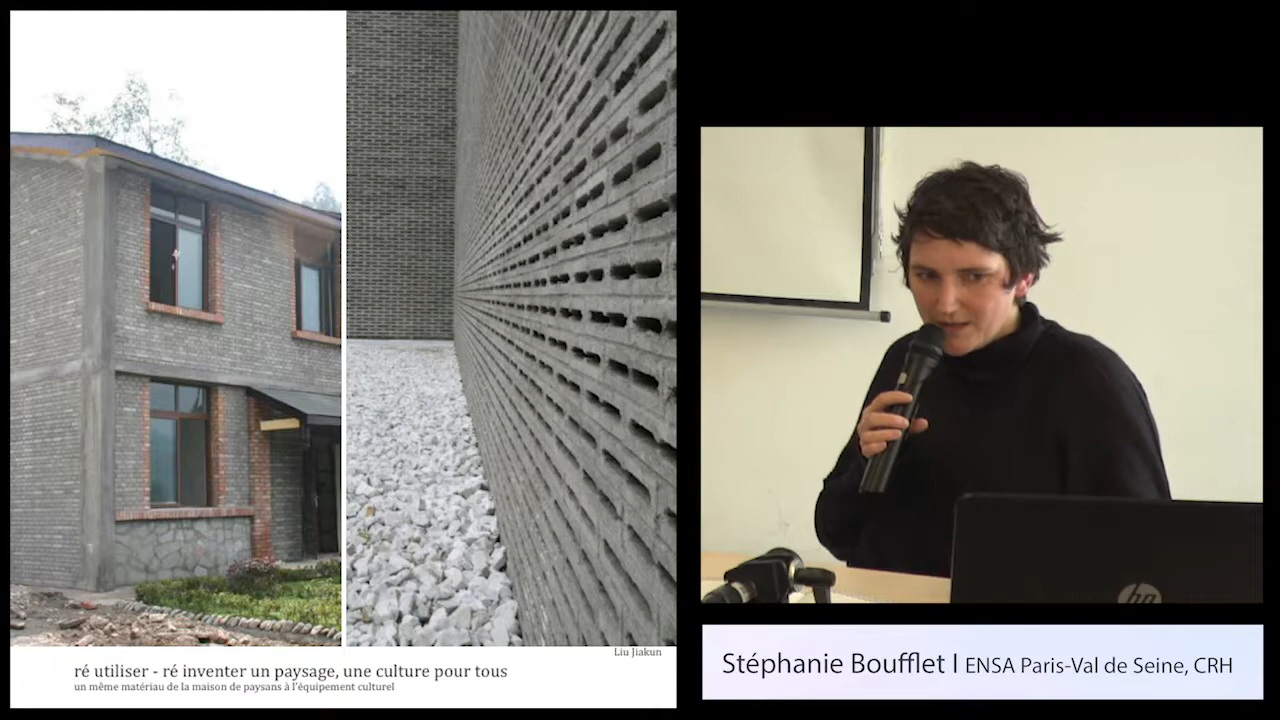 Liu Jiakun
ré utiliser - ré inventer un paysage, une culture pour tous
un même matériau de la maison de paysans à l'équipement culturel
hp
Stéphanie Boufflet I ENSA Paris-Val de Seine, CRH